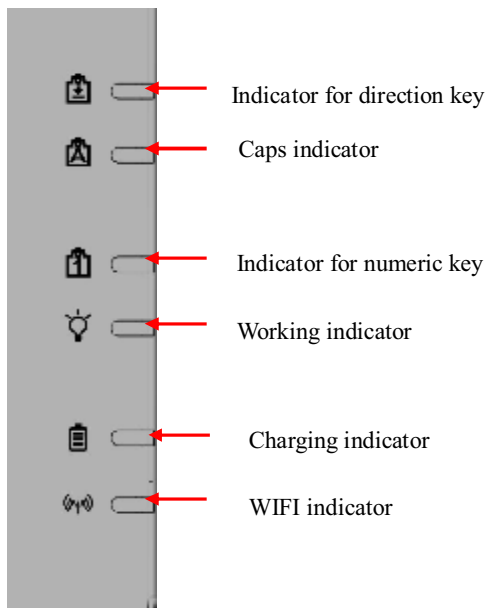 Indicator for direction key
Caps indicator
Indicator for numeric key
Working indicator
Charging indicator
WIFI indicator